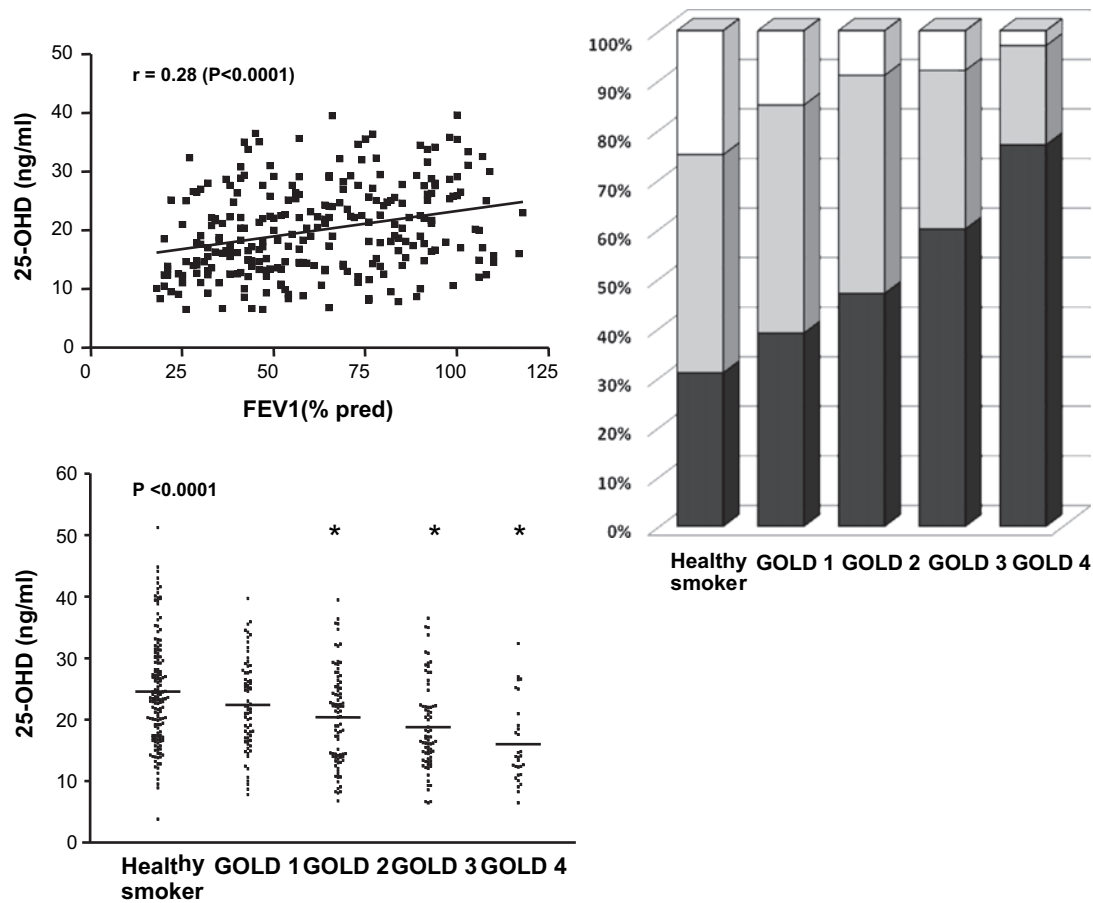 50
r = 0.28 (P<0.0001)
40
30
20
10
0
25-OHD (ng/ml)
0 25 50 75 100 125
FEV1(% pred)
100%
90%
80%
70%
60%
50%
40%
30%
20%
10%
0%
Healthy smoker GOLD 1 GOLD 2 GOLD 3 GOLD 4
60
P <0.0001
50
* * *
40
30
20
10
0
25-OHD (ng/ml)
Healthy smoker GOLD 1 GOLD 2 GOLD 3 GOLD 4